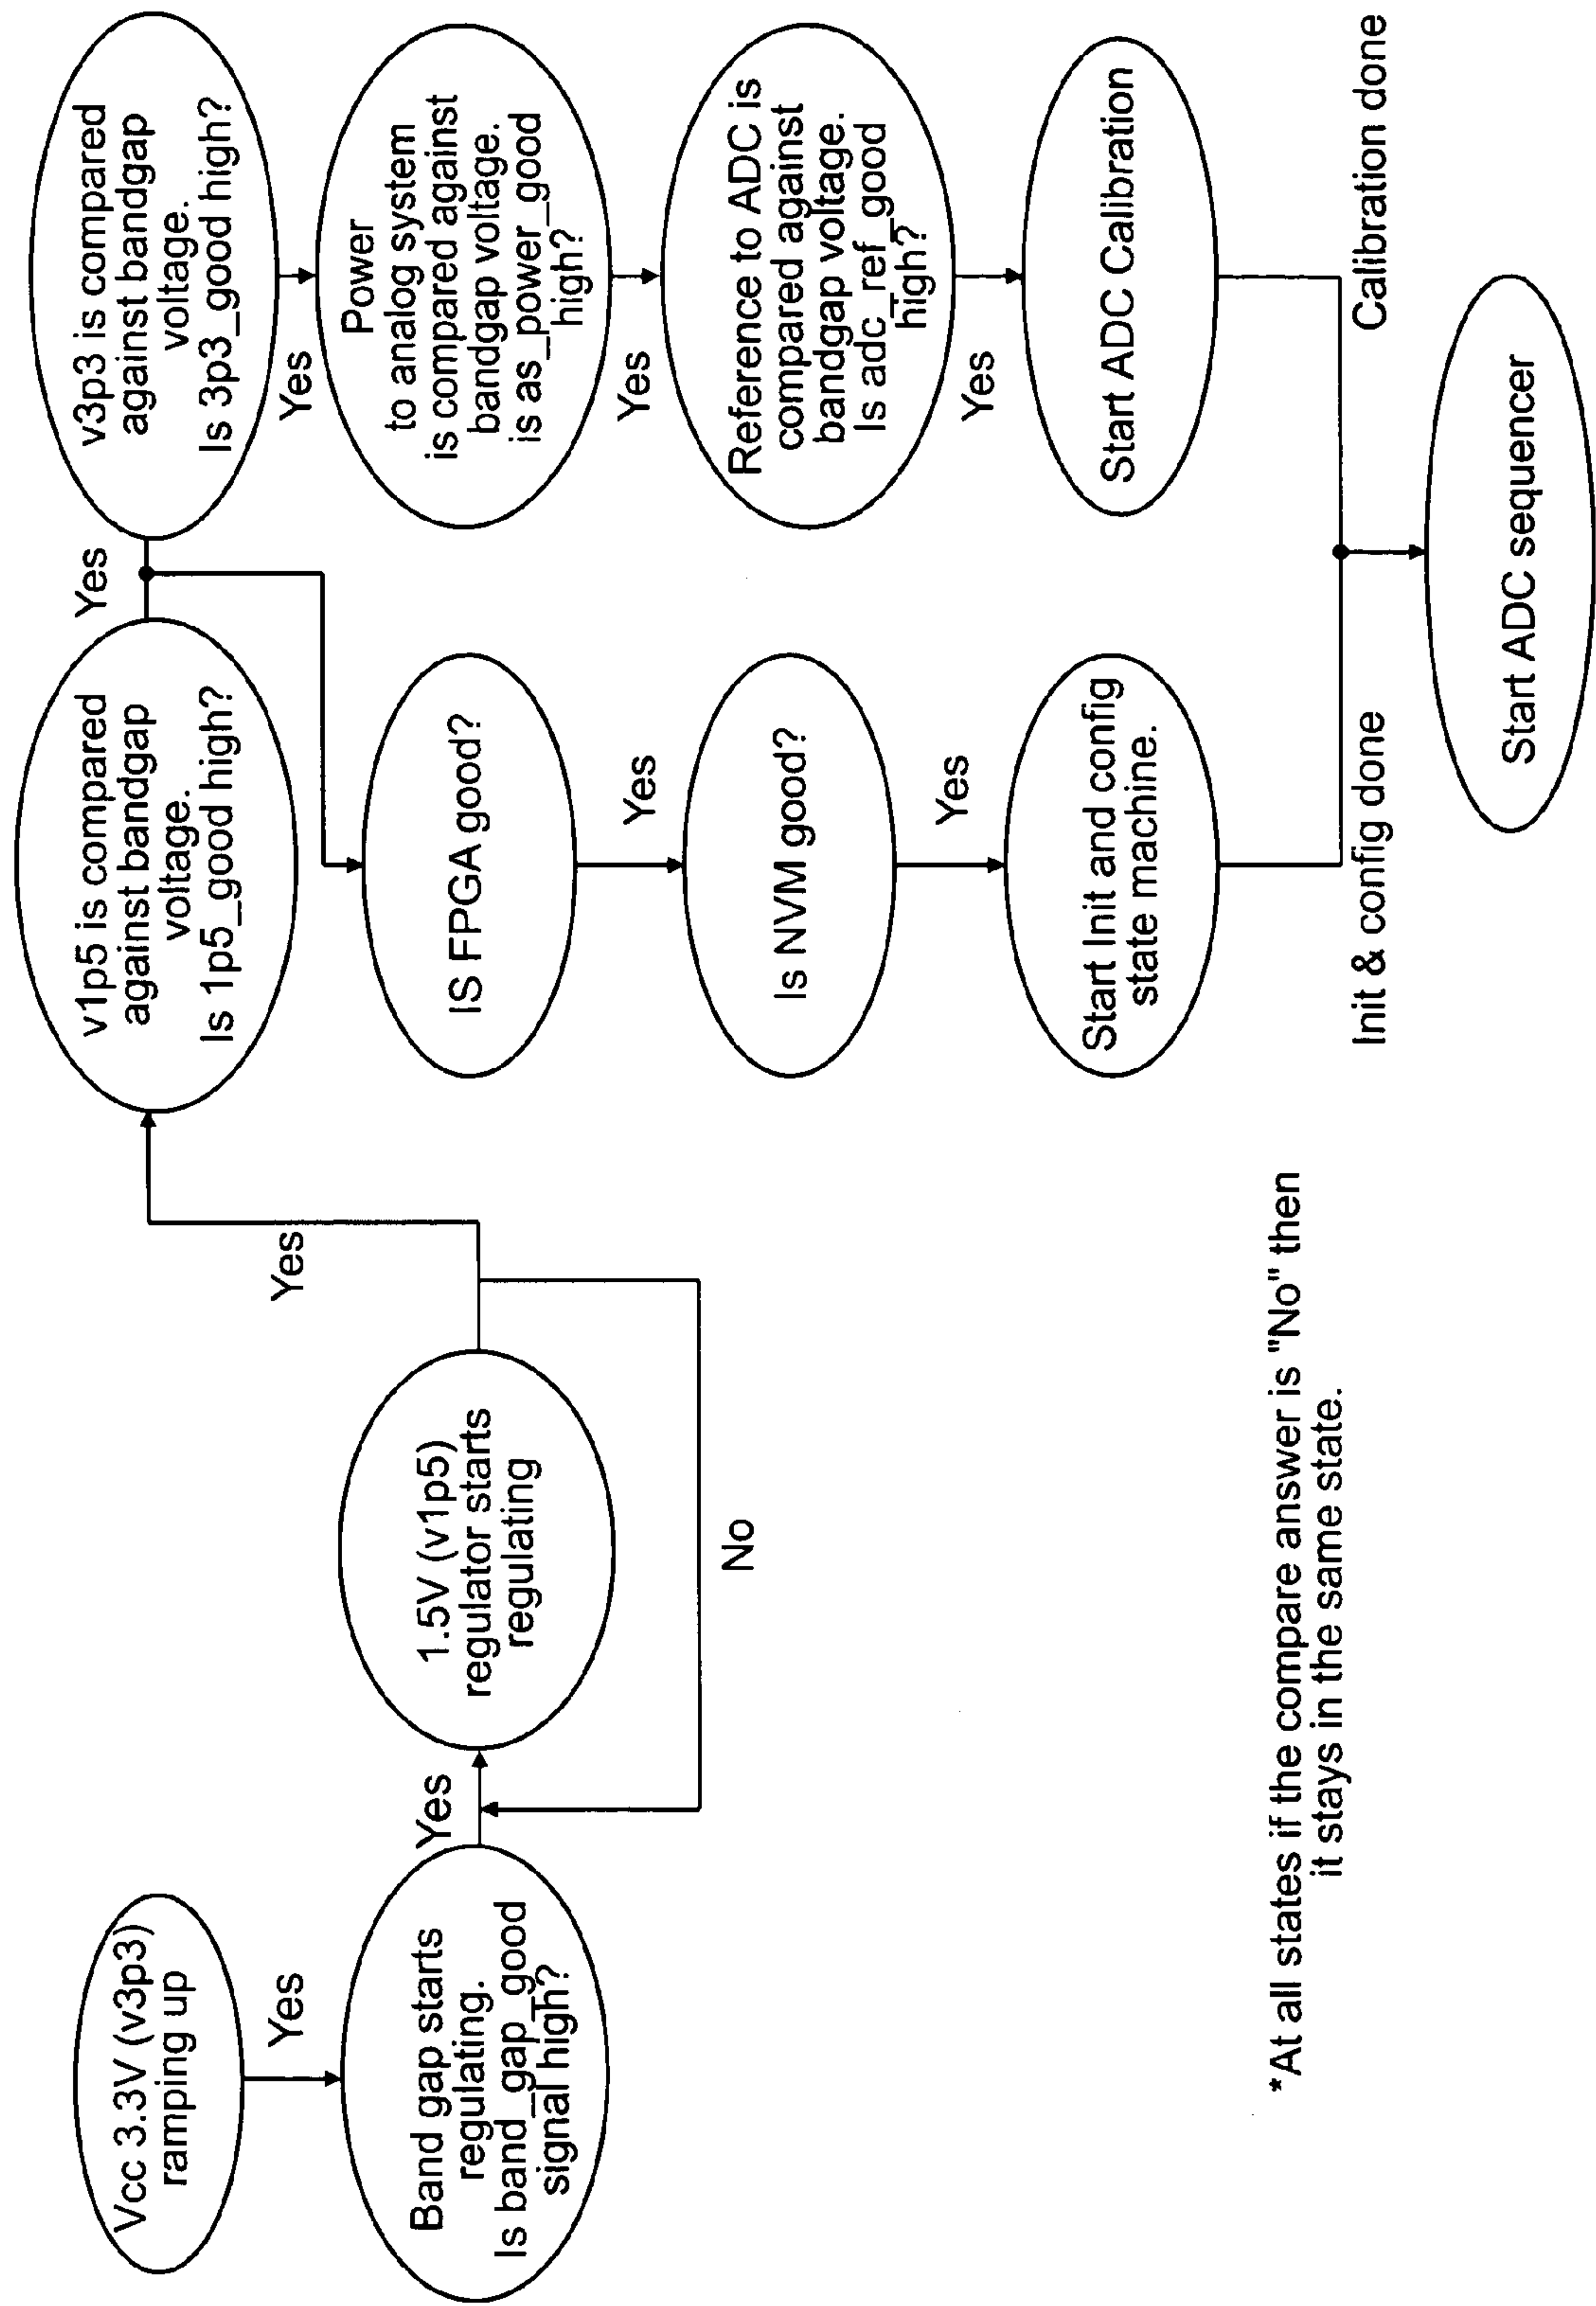 Vcc 3.3V (v3p3)
ramping up
Yes
Band gap starts
regulating.
Is band_gap_good
signal high?
Yes
1.5V (v1p5)
regulator starts
regulating
No
Yes
v1p5 is compared
against bandgap
voltage.
Is 1p5_good high?
Yes
IS FPGA good?
Yes
Is NVM good?
Yes
Start Init and config
state machine.
Init & config done
v3p3 is compared
against bandgap
voltage.
Is 3p3_good high?
Yes
Power
to analog system
is compared against
bandgap voltage.
is as_power_good
high?
Yes
Reference to ADC is
compared against
bandgap voltage.
Is adc_ref_good
high?
Yes
Start ADC Calibration
Calibration done
Start ADC sequencer
*At all states if the compare answer is "No" then
it stays in the same state.